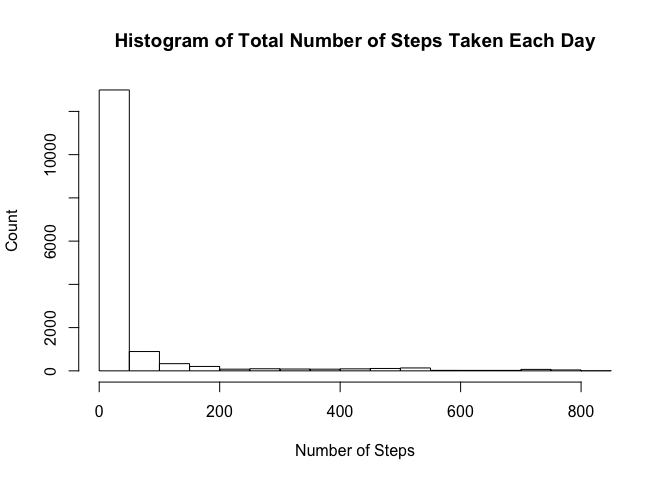 Histogram of Total Number of Steps Taken Each Day
Count
10000
6000
2000
0
0 200 400 600 800
Number of Steps